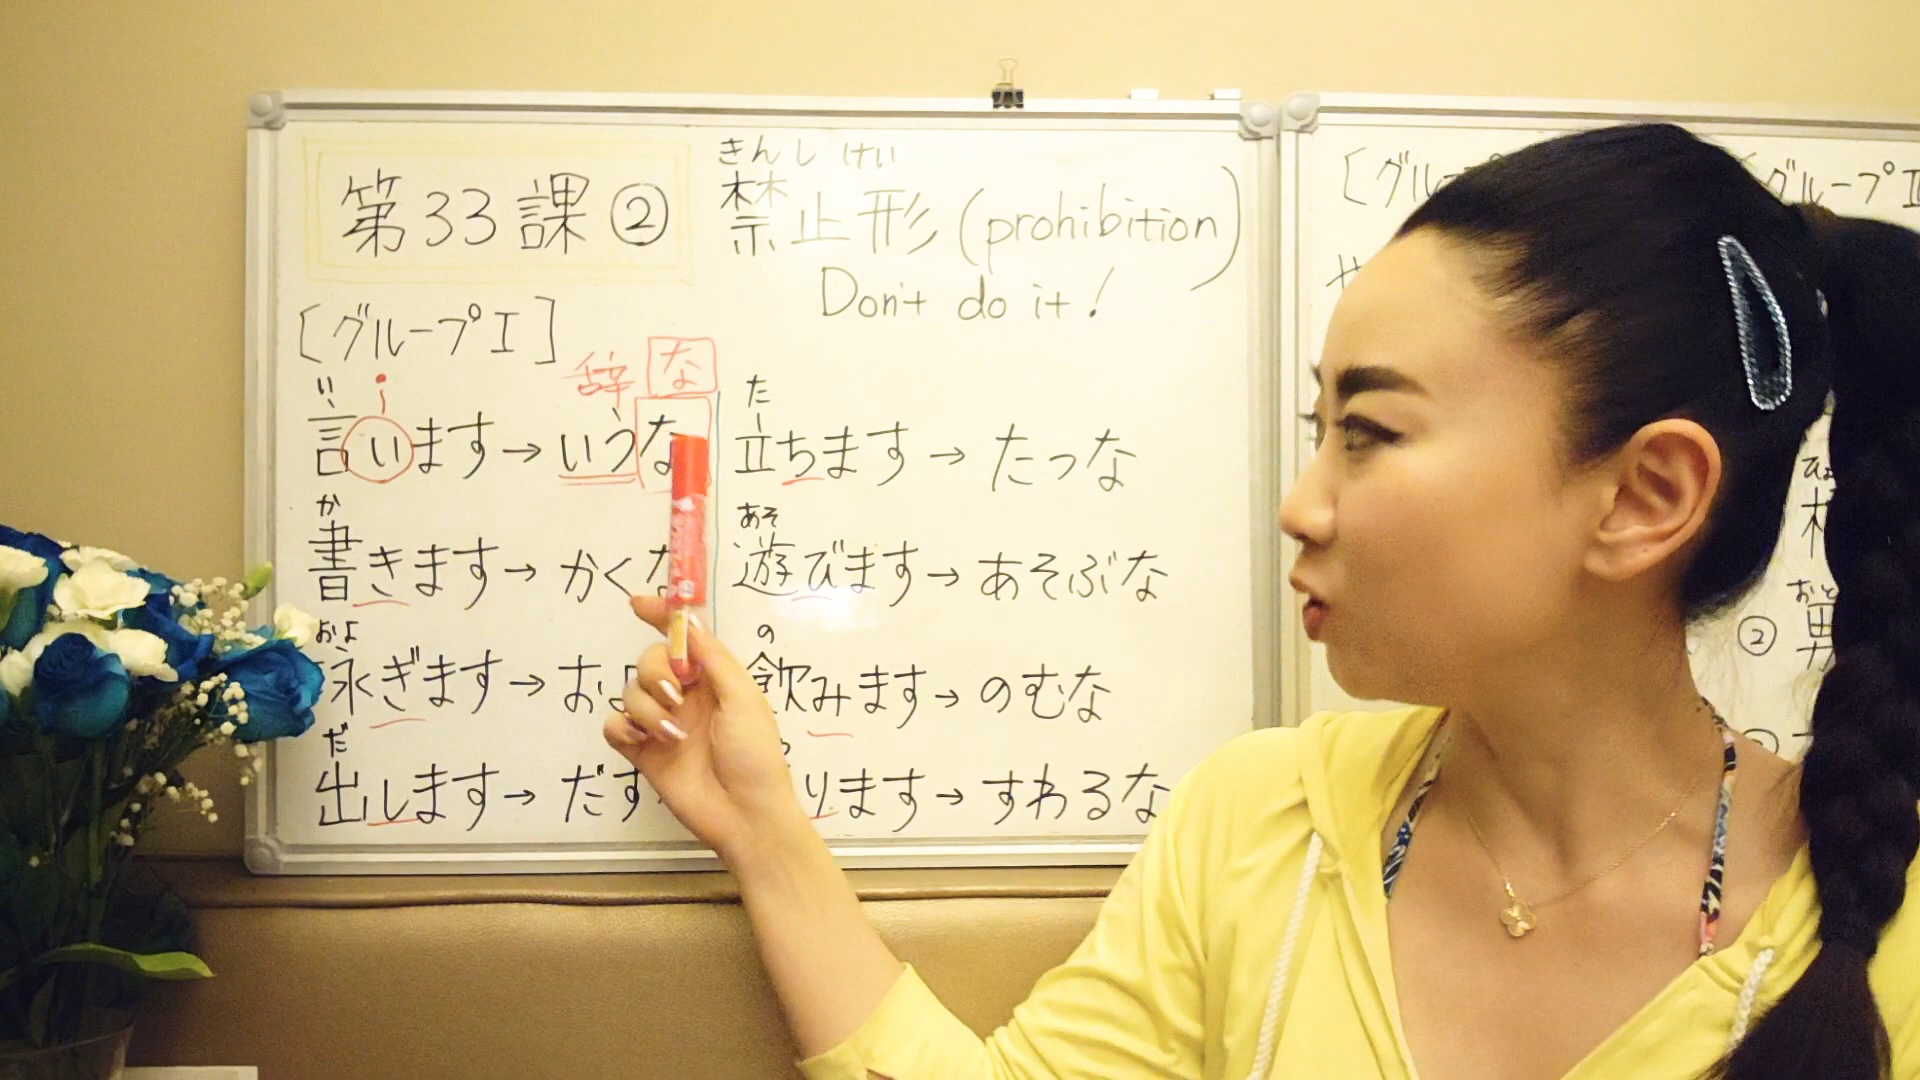 第33課②
きんしけい
禁止形(prohibition)
Don't do it!
[グループI]
辞 な
い
言います→いうな
か
書きます→かくな
およ
泳ぎます→およ
だ
出します→だす
た
立ちます→たつな
あそ
遊びます→あそぶな
の
飲みます→のむな
ります→すわるな
[グル
グループI
②